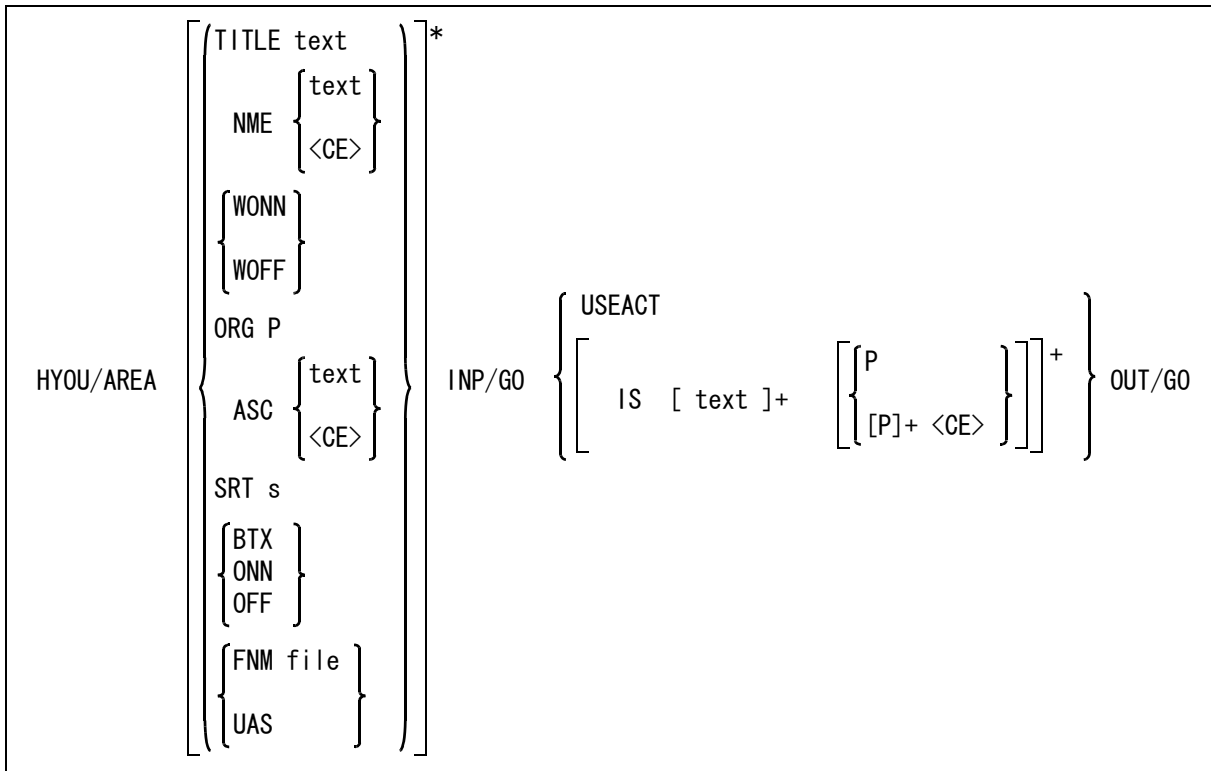 TITLE text
*
NME
text
<CE>
WONN
WOFF
ORG P
HYOU/AREA
ASC
text
<CE>
SRT s
BTX
ONN
OFF
FNM file
UAS
INP/GO
USEACT
IS [ text ]+
P
[P]+ <CE>
+
OUT/GO